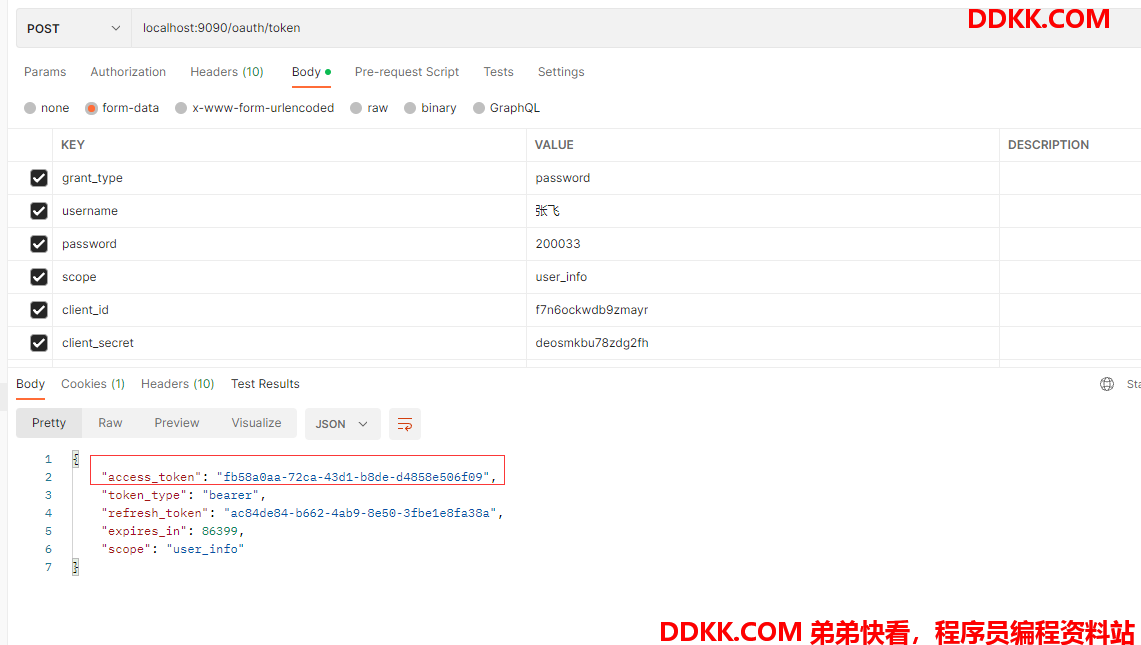 POST localhost:9090/oauth/token DDKK.COM
Params Authorization Headers (10) Body Pre-request Script Tests Settings
none form-data x-www-form-urlencoded raw binary GraphQL
KEY VALUE DESCRIPTION
grant_type password
username 张飞
password 200033
scope user_info
client_id f7n6ockwdb9zmayr
client_secret deosmkbu78zdg2fh
Body Cookies (1) Headers (10) Test Results Sta
Pretty Raw Preview Visualize JSON
1 {
2 "access_token": "fb58a0aa-72ca-43d1-b8de-d4858e506f09",
3 "token_type": "bearer",
4 "refresh_token": "ac84de84-b662-4ab9-8e50-3fbe1e8fa38a",
5 "expires_in": 86399,
6 "scope": "user_info"
7 }
DDKK.COM 弟弟快看，程序员编程资料站